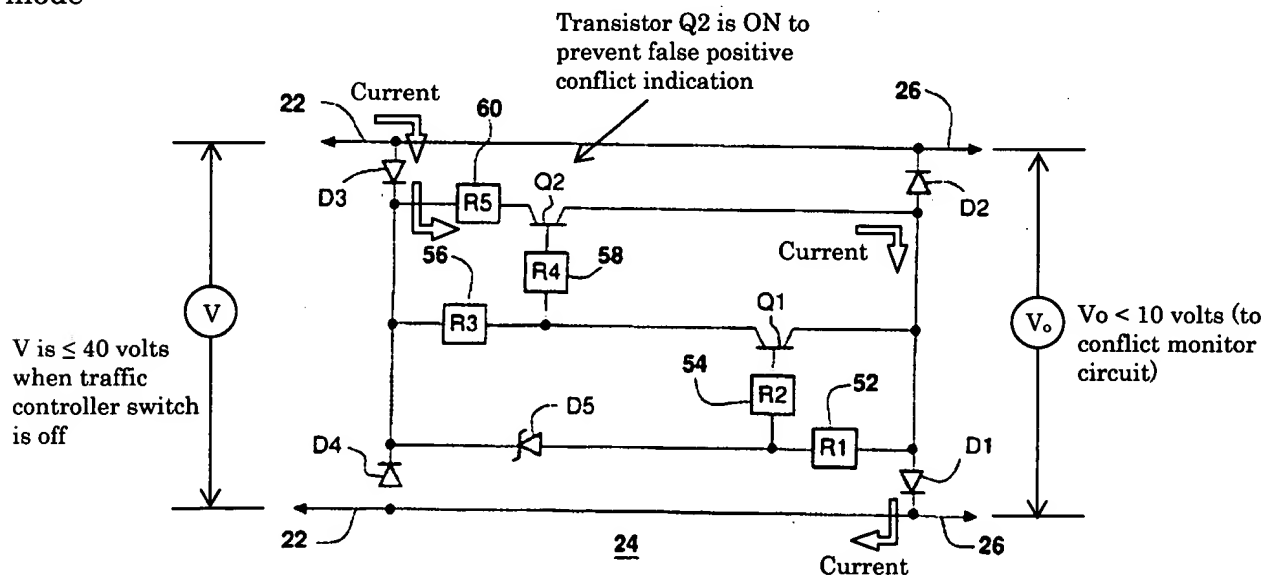 mode
Transistor Q2 is ON to
prevent false positive
conflict indication
22
Current
60
26
D3
R5
Q2
D2
56
R4
58
Current
V
R3
Q1
Vo
Vo < 10 volts (to
conflict monitor
circuit)
V is ≤ 40 volts
when traffic
controller switch
is off
54
R2
52
D5
R1
D4
D1
22
24
26
Current